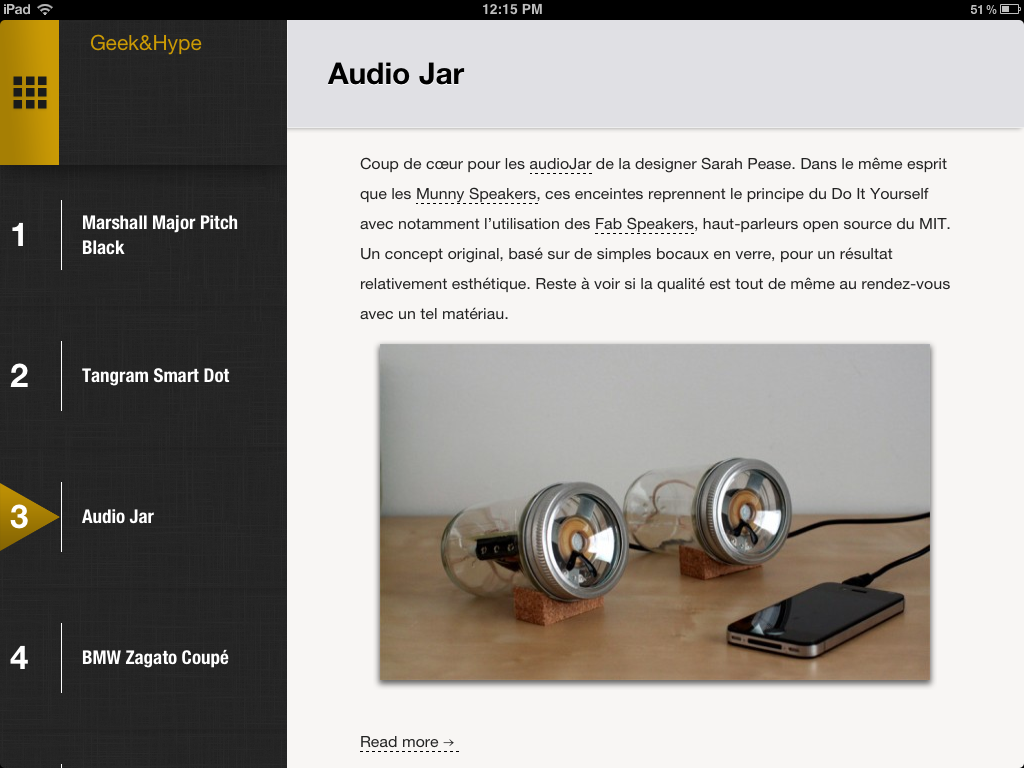 iPad 12:15 PM 51 %
Geek&Hype
1 Marshall Major Pitch
Black
2 Tangram Smart Dot
3 Audio Jar
4 BMW Zagato Coupé
Audio Jar
Coup de cœur pour les audioJar de la designer Sarah Pease. Dans le même esprit
que les Munny Speakers, ces enceintes reprennent le principe du Do It Yourself
avec notamment l’utilisation des Fab Speakers, haut-parleurs open source du MIT.
Un concept original, basé sur de simples bocaux en verre, pour un résultat
relativement esthétique. Reste à voir si la qualité est tout de même au rendez-vous
avec un tel matériau.
Read more →